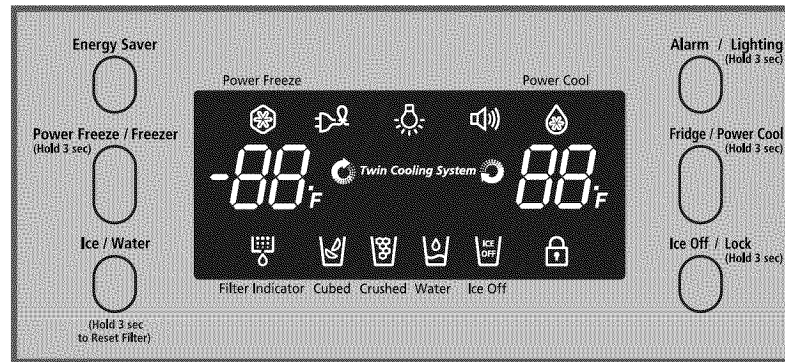 Energy Saver
Alarm / Lighting
(Hold 3 sec)
Power Freeze
Power Cool
Power Freeze / Freezer
(Hold 3 sec)
Fridge / Power Cool
(Hold 3 sec)
-88°F
Twin Cooling System
88°F
Ice / Water
ICE
OFF
Ice Off / Lock
(Hold 3 sec)
Filter Indicator Cubed Crushed Water Ice Off
(Hold 3 sec
to Reset Filter)